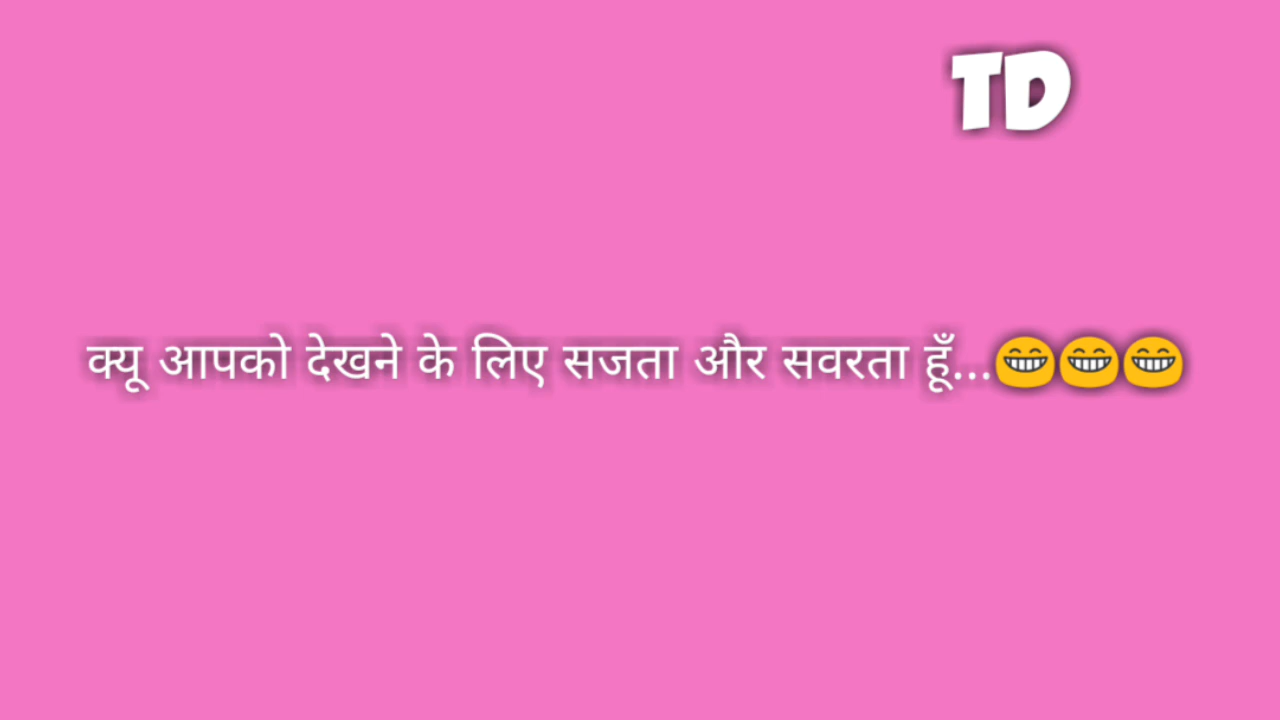 TD
क्यू आपको देखने के लिए सजता और सवरता हूँ...😁😁😁